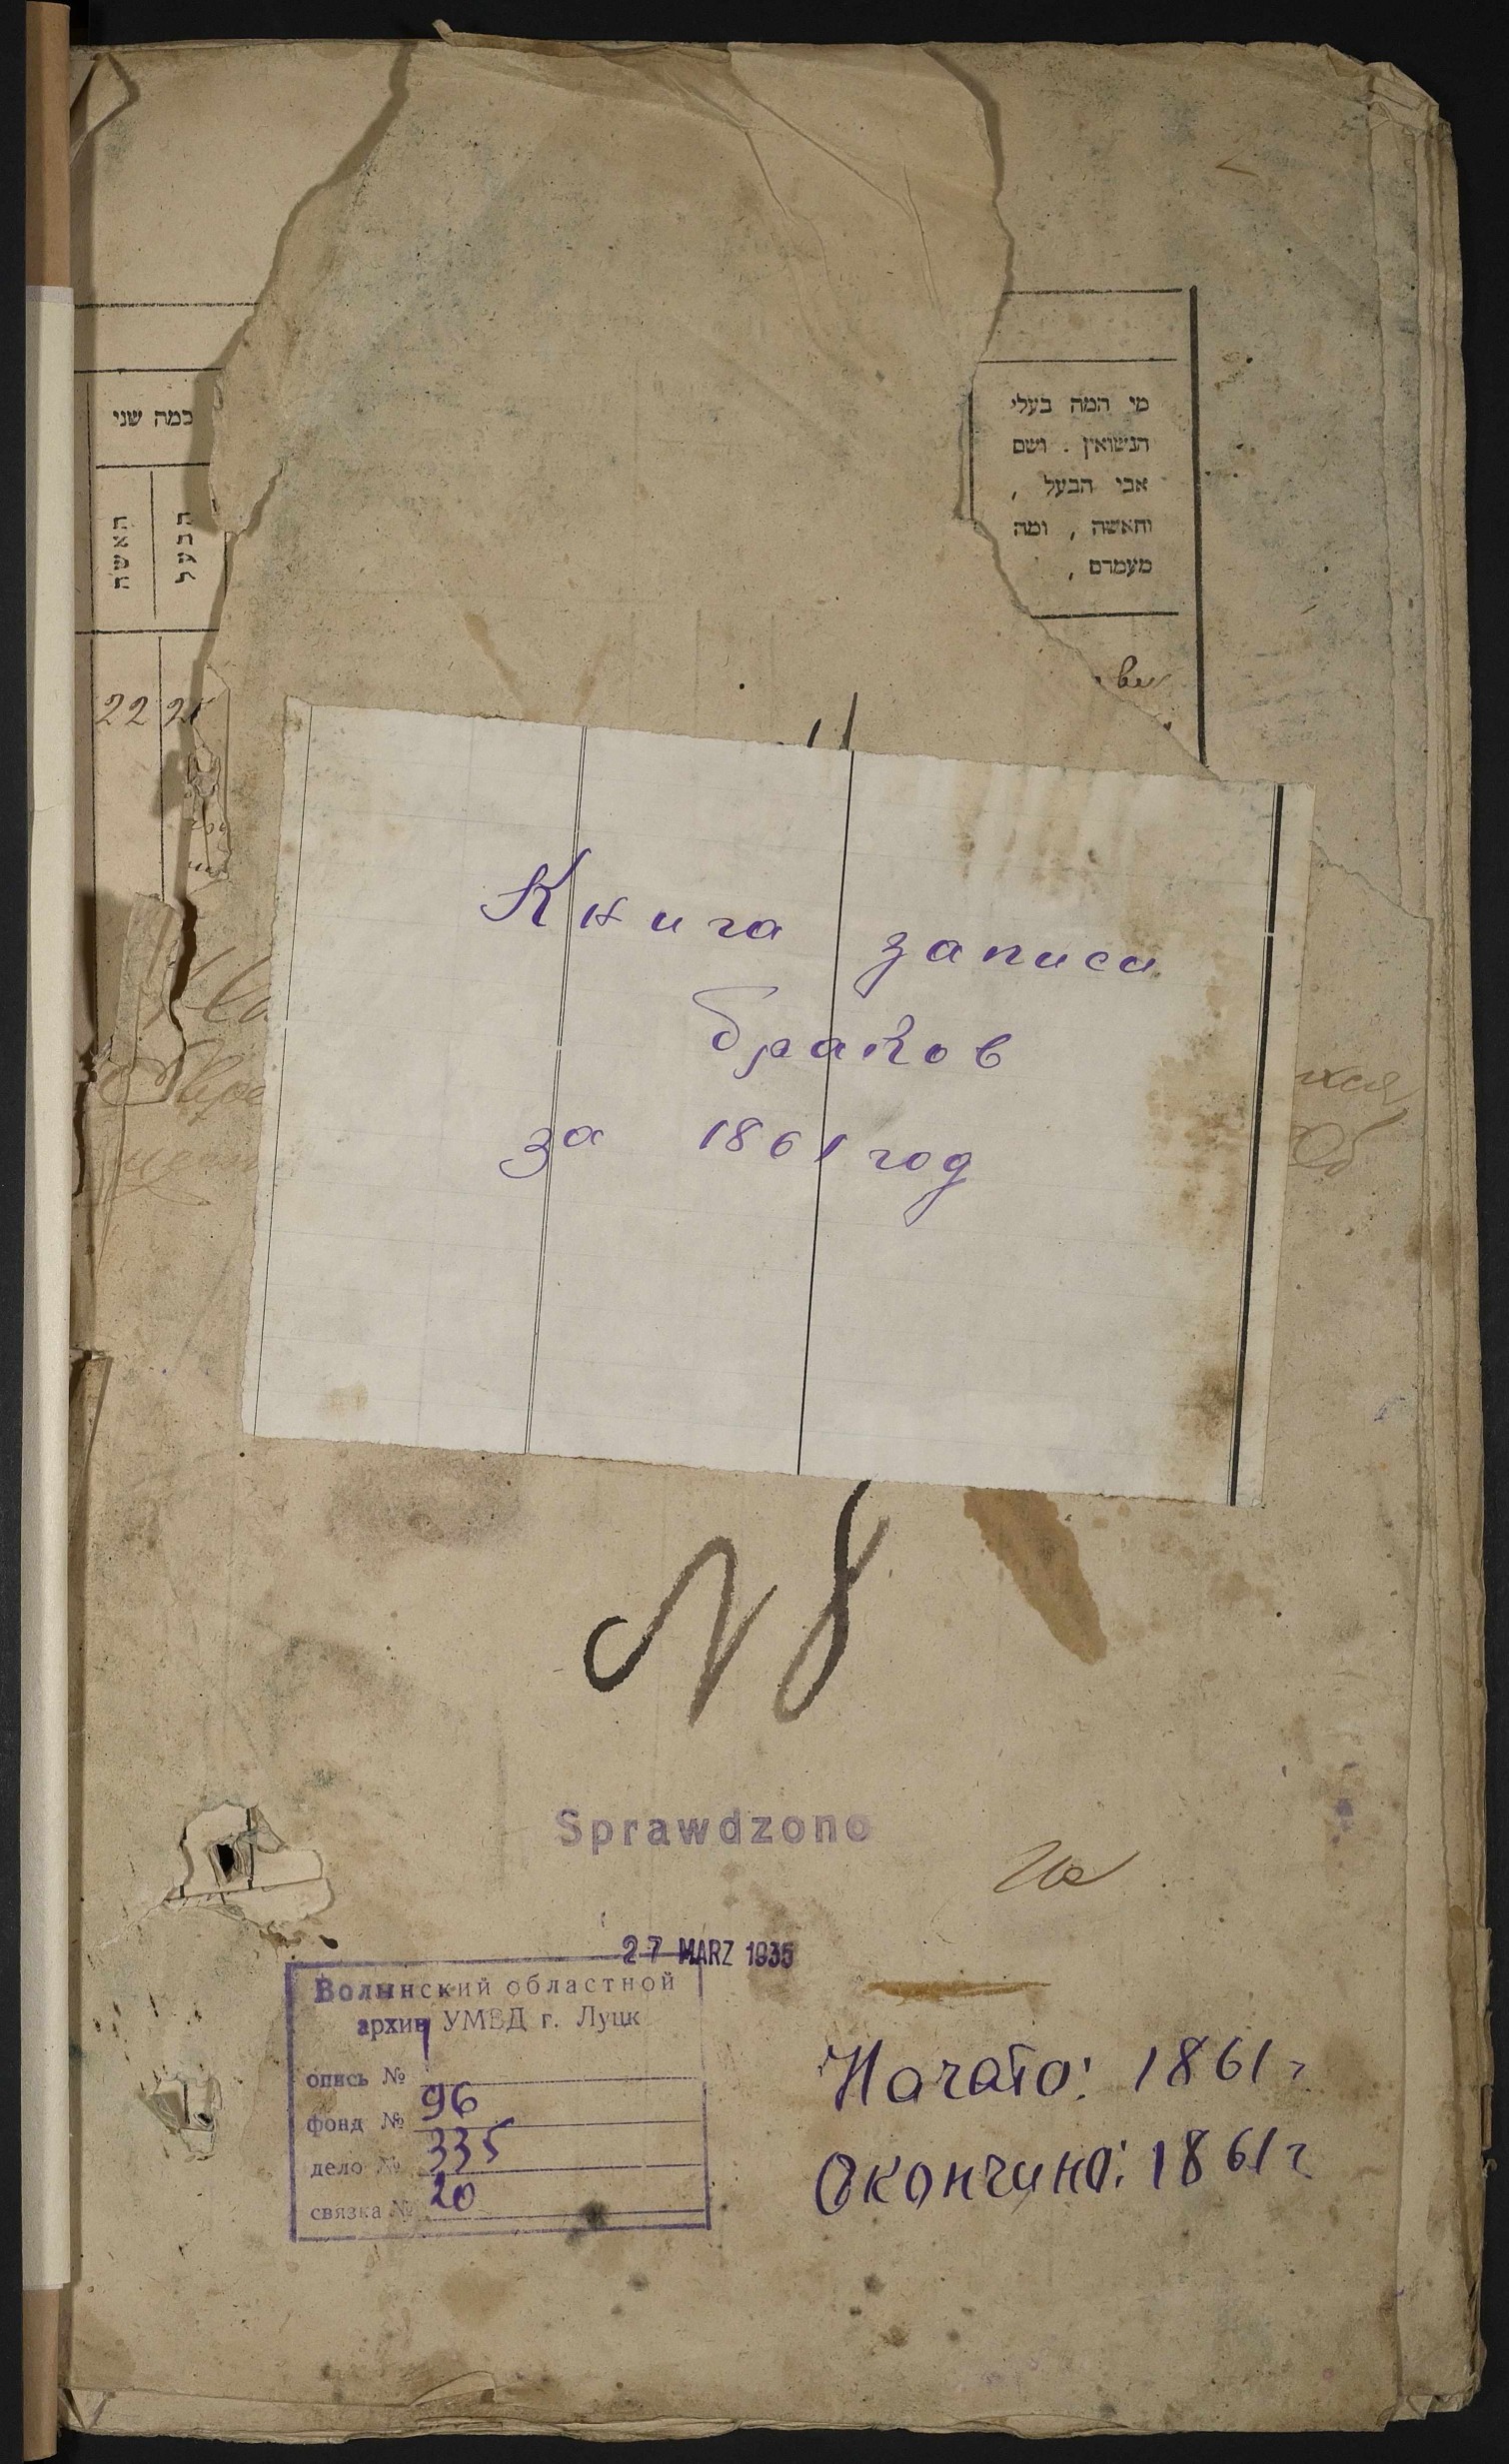 כמה שני
האשה
הבעל
22 25
מי המה בעלי
הנשואין . ושם
אבי הבעל ,
והאשה , ומה
מעמדם ,
Книга записи
браков
за 1861 год
N 8
Sprawdzono
27 MARZ 1935
Волынский областной
архив УМВД г. Луцк
опись № 1
фонд № 96
дело № 335
связка № 20
Начато: 1861 г
Окончино: 1861 г